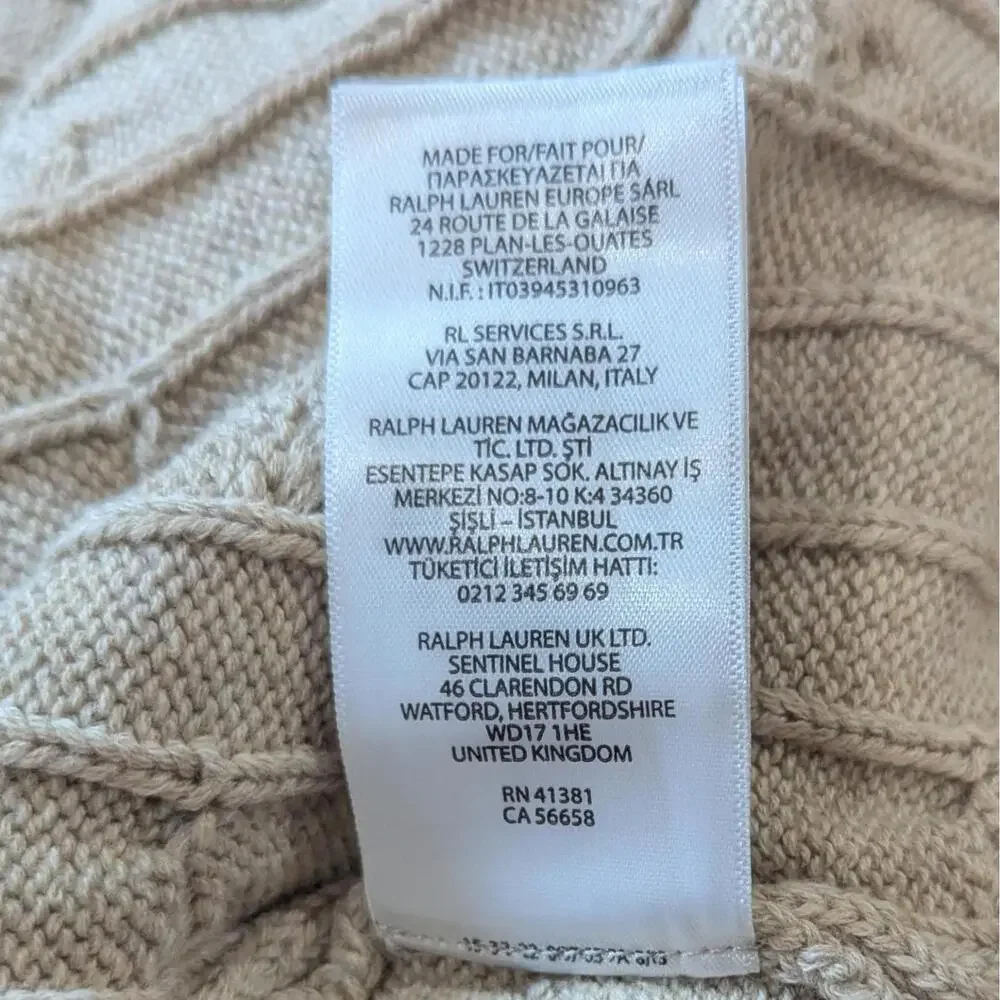 MADE FOR/FAIT POUR/
ΠΑΡΑΣΚΕΥΑΖΕΤΑΙ ΓΙΑ
RALPH LAUREN EUROPE SÁRL
24 ROUTE DE LA GALAISE
1228 PLAN-LES-OUATES
SWITZERLAND
N.I.F. : IT03945310963
RL SERVICES S.R.L.
VIA SAN BARNABA 27
CAP 20122, MILAN, ITALY
RALPH LAUREN MAĞAZACILIK VE
TİC. LTD. ŞTİ
ESENTEPE KASAP SOK. ALTINAY İŞ
MERKEZİ NO:8-10 K:4 34360
ŞİŞLİ – İSTANBUL
WWW.RALPHLAUREN.COM.TR
TÜKETİCİ İLETİŞİM HATTI:
0212 345 69 69
RALPH LAUREN UK LTD.
SENTINEL HOUSE
46 CLARENDON RD
WATFORD, HERTFORDSHIRE
WD17 1HE
UNITED KINGDOM
RN 41381
CA 56658